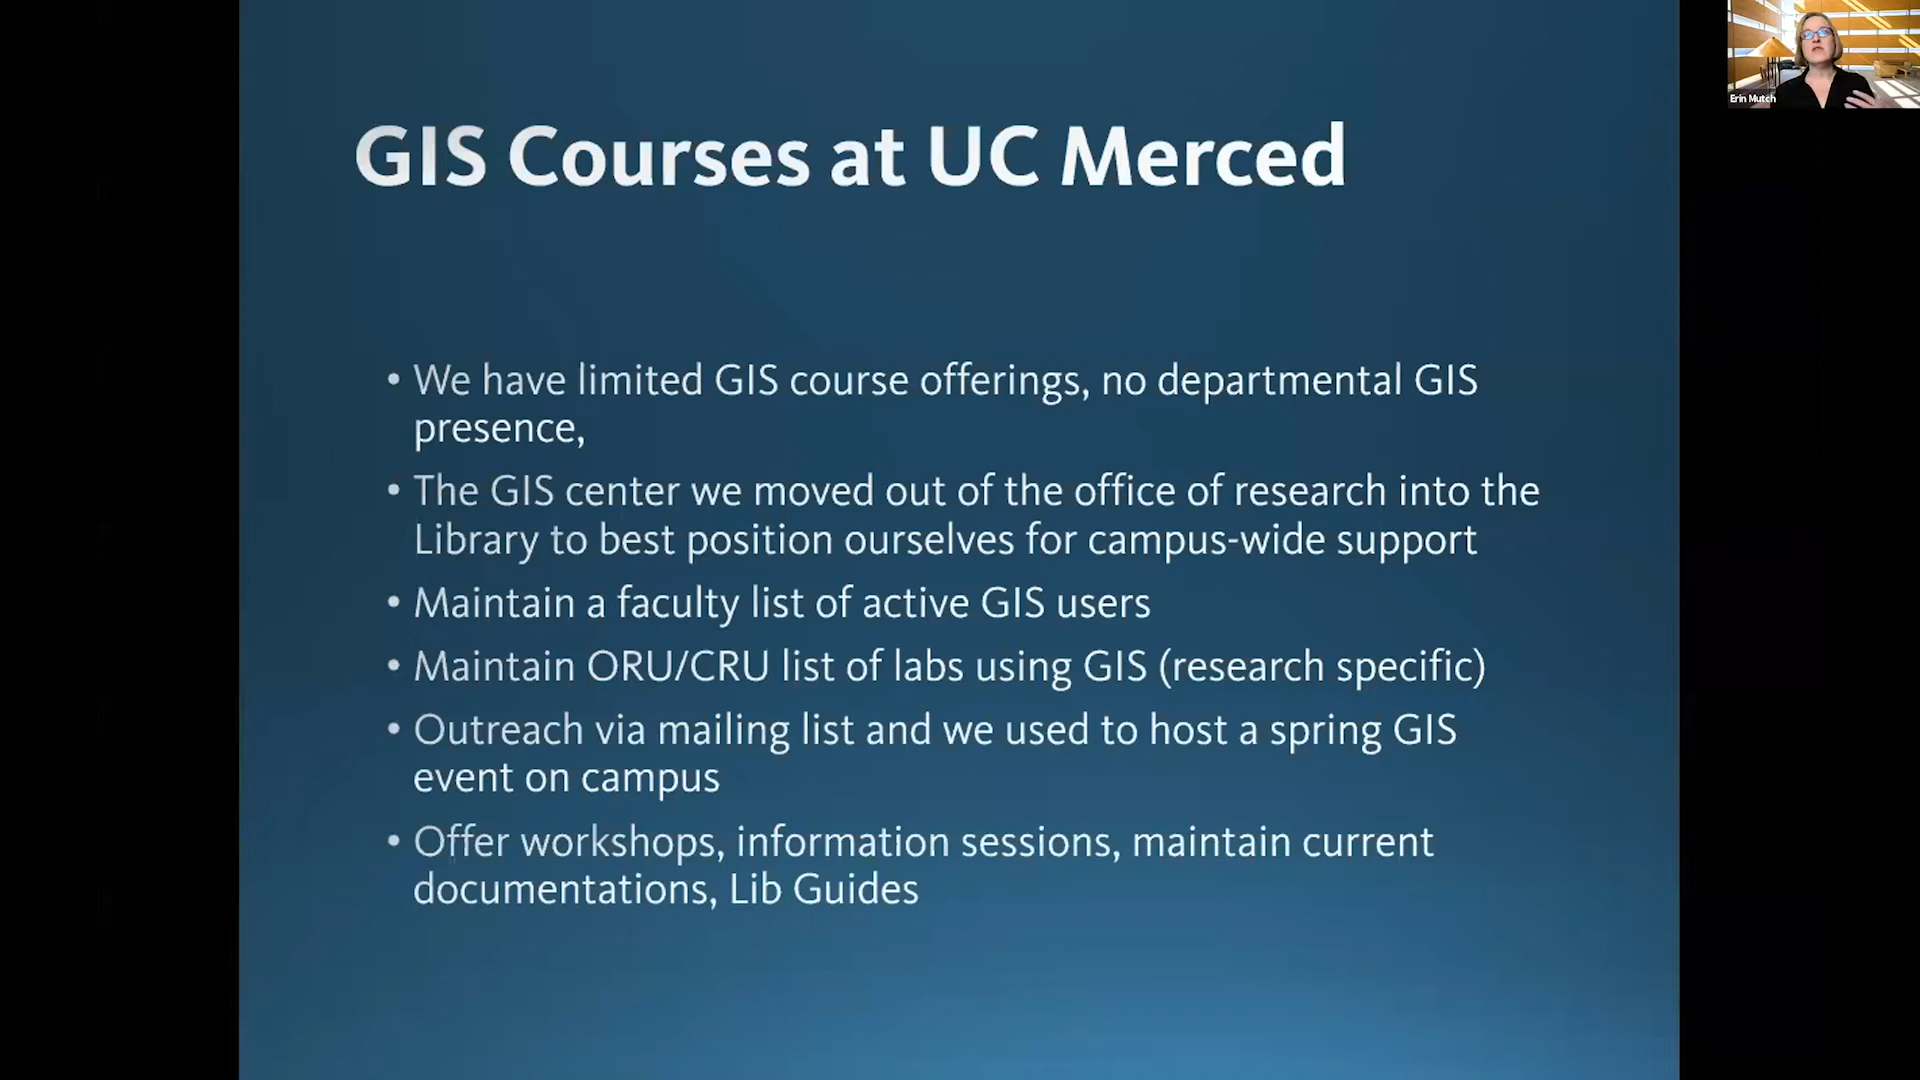 GIS Courses at UC Merced
• We have limited GIS course offerings, no departmental GIS
presence,
• The GIS center we moved out of the office of research into the
Library to best position ourselves for campus-wide support
• Maintain a faculty list of active GIS users
• Maintain ORU/CRU list of labs using GIS (research specific)
• Outreach via mailing list and we used to host a spring GIS
event on campus
• Offer workshops, information sessions, maintain current
documentations, Lib Guides
Erin Mutch